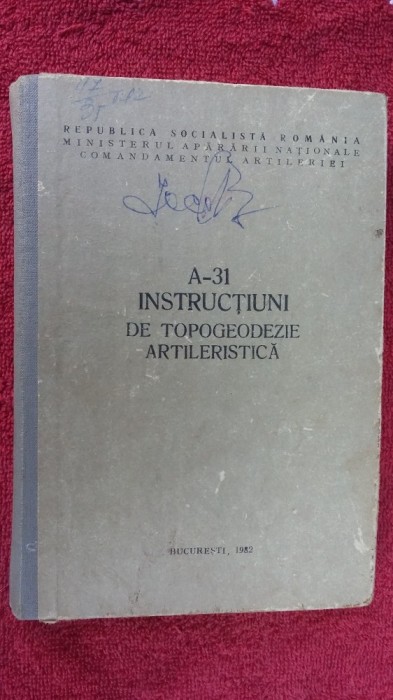 REPUBLICA SOCIALISTĂ ROMÂNIA
MINISTERUL APĂRĂRII NAȚIONALE
COMANDAMENTUL ARTILERIEI
A-31
INSTRUCȚIUNI
DE TOPOGEODEZIE
ARTILERISTICĂ
BUCUREȘTI, 1982